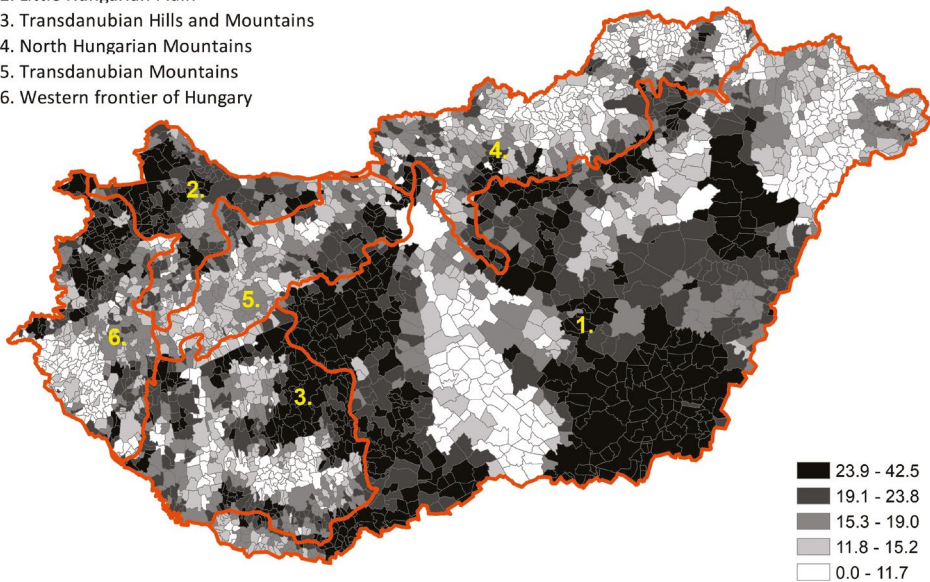 3. Transdanubian Hills and Mountains
4. North Hungarian Mountains
5. Transdanubian Mountains
6. Western frontier of Hungary
4.
2.
5.
1.
6.
3.
23.9 - 42.5
19.1 - 23.8
15.3 - 19.0
11.8 - 15.2
0.0 - 11.7